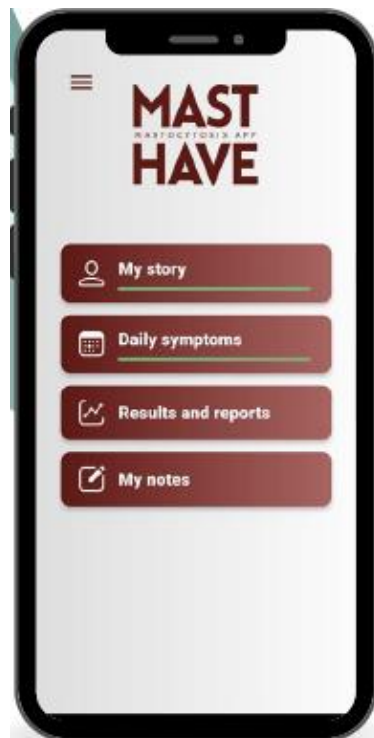 MAST
MASTOCYTOSIS APP
HAVE
My story
Daily symptoms
Results and reports
My notes